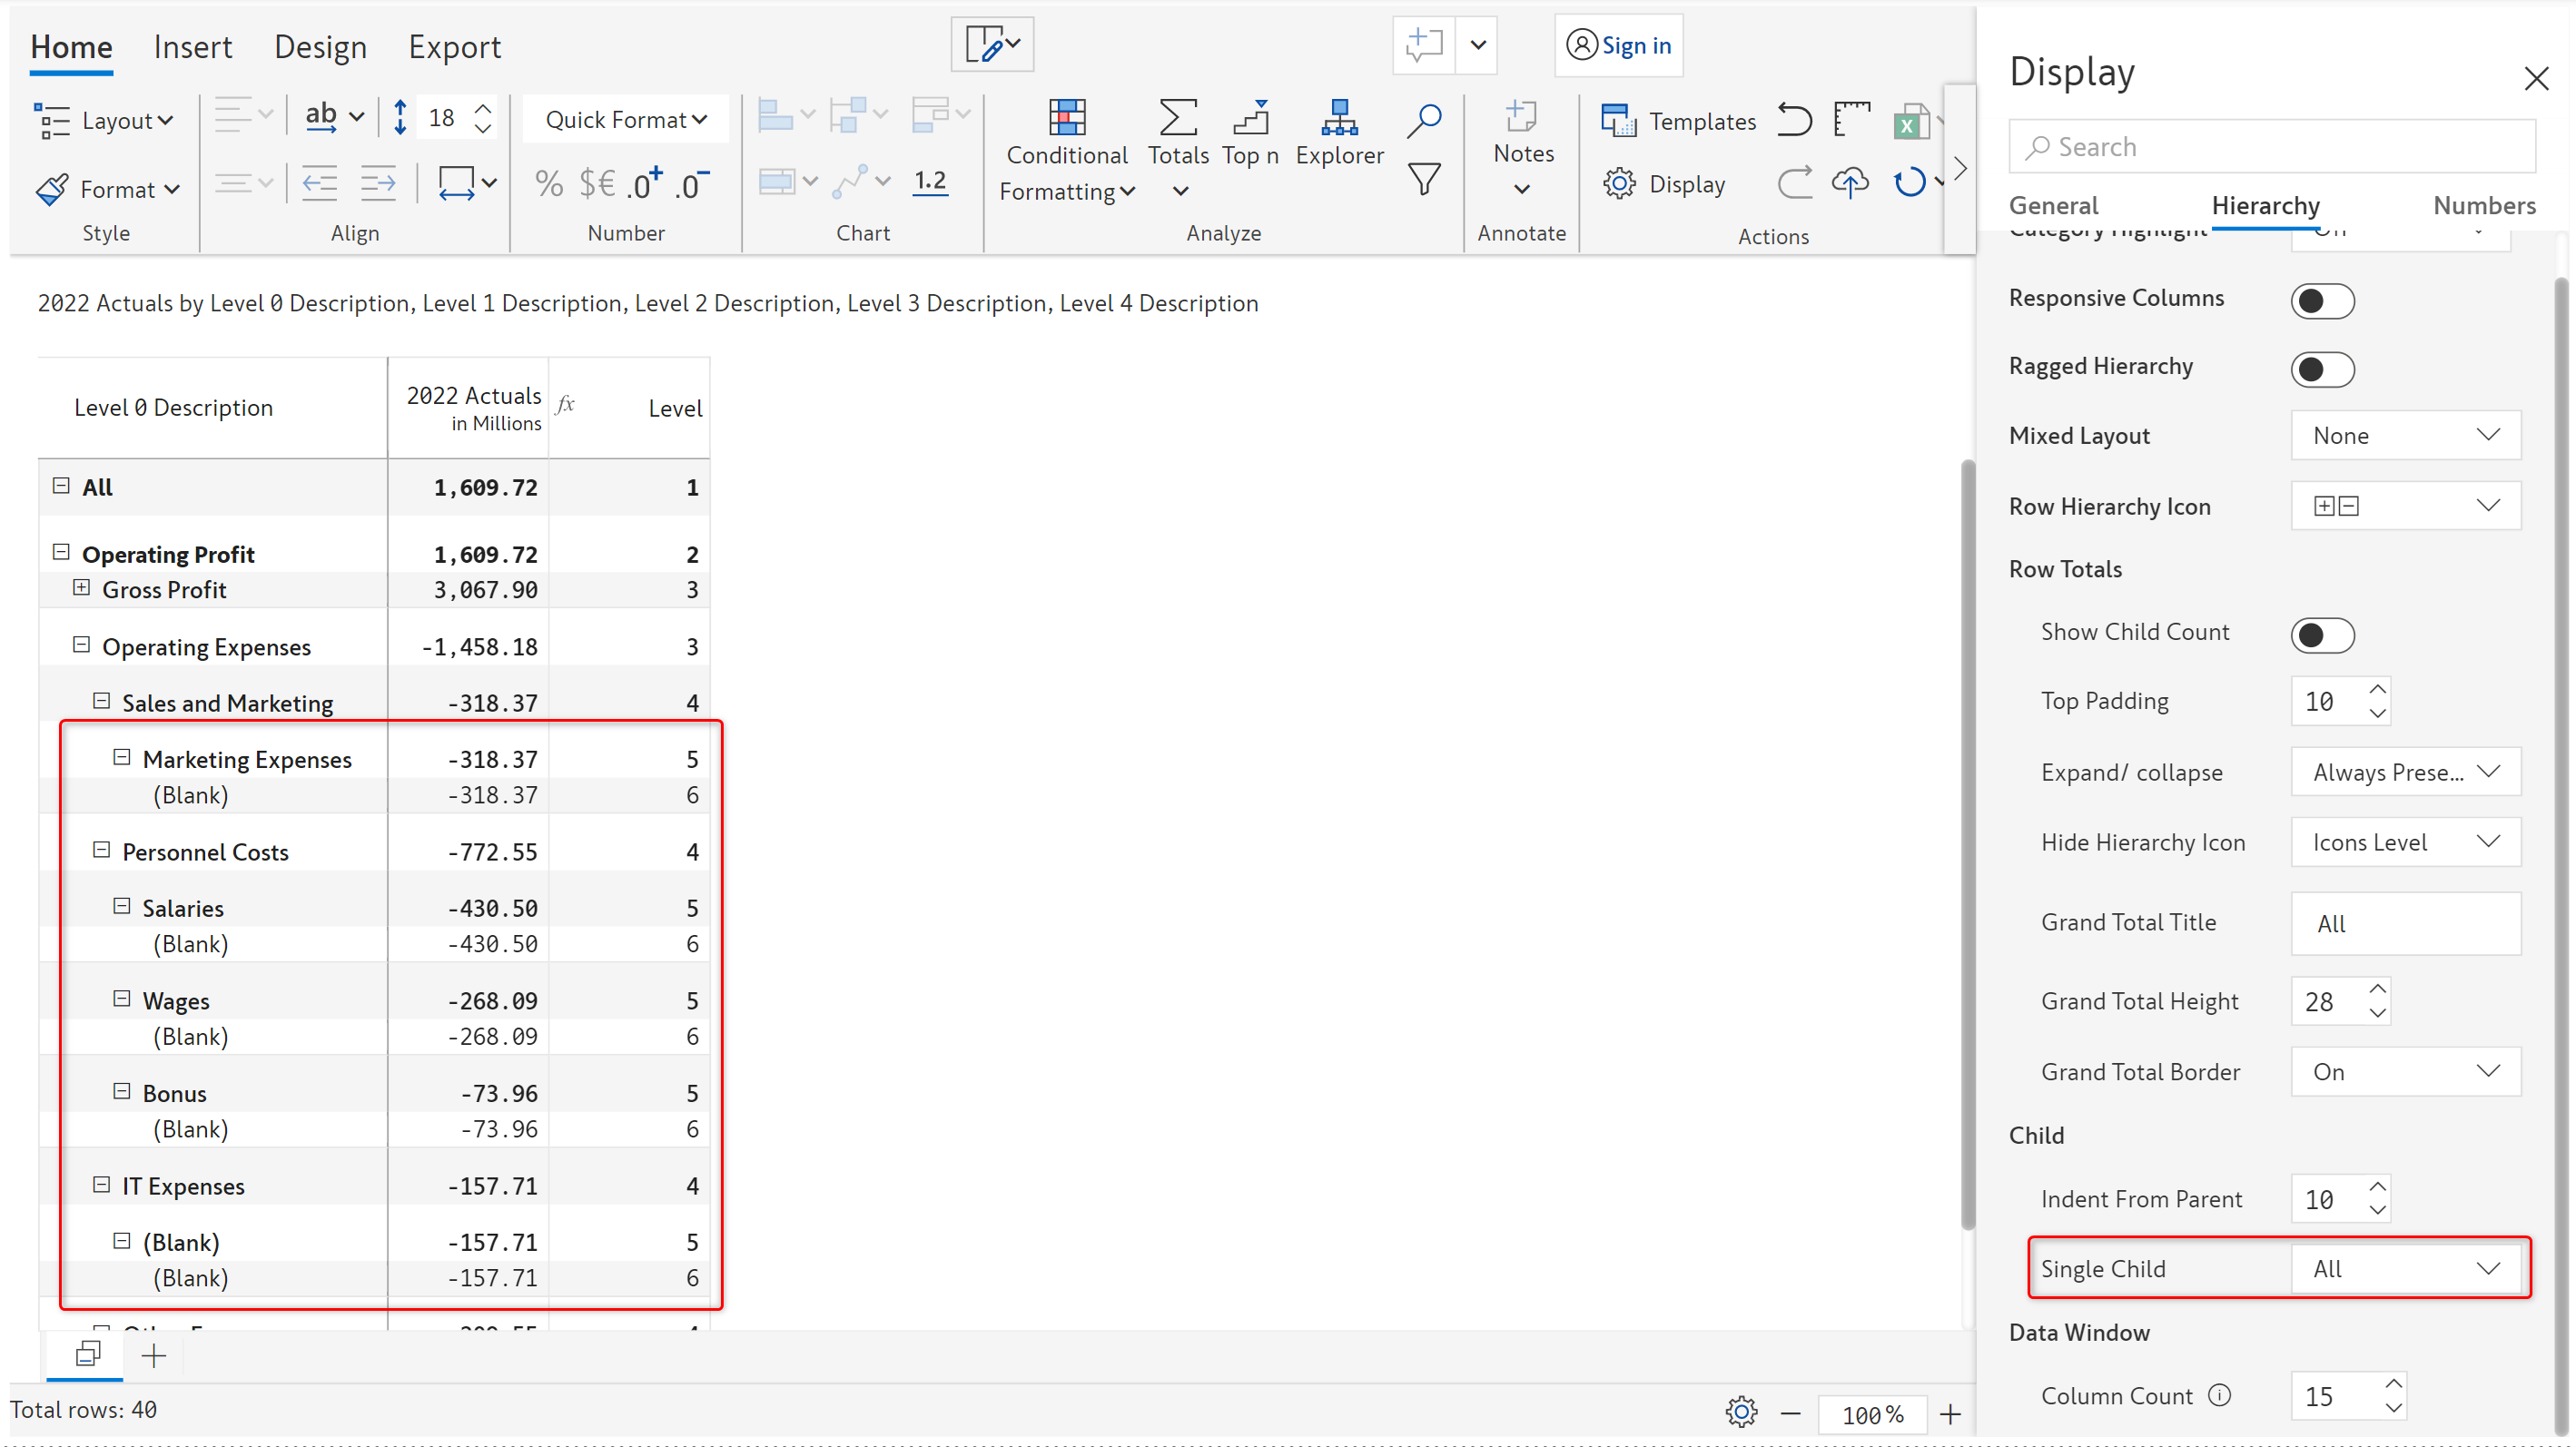 Home Insert Design Export Sign in
Layout ab 18 Quick Format
Format % $€ .0+ .0- 1.2
Conditional Formatting Totals Top n Explorer Notes Templates Display
Style Align Number Chart Analyze Annotate Actions
2022 Actuals by Level 0 Description, Level 1 Description, Level 2 Description, Level 3 Description, Level 4 Description
Level 0 Description 2022 Actuals in Millions fx Level
All 1,609.72 1
Operating Profit 1,609.72 2
Gross Profit 3,067.90 3
Operating Expenses -1,458.18 3
Sales and Marketing -318.37 4
Marketing Expenses -318.37 5
(Blank) -318.37 6
Personnel Costs -772.55 4
Salaries -430.50 5
(Blank) -430.50 6
Wages -268.09 5
(Blank) -268.09 6
Bonus -73.96 5
(Blank) -73.96 6
IT Expenses -157.71 4
(Blank) -157.71 5
(Blank) -157.71 6
Total rows: 40
100%
Display
Search
General Hierarchy Numbers
Category Highlight
Responsive Columns
Ragged Hierarchy
Mixed Layout None
Row Hierarchy Icon
Row Totals
Show Child Count
Top Padding 10
Expand/ collapse Always Prese...
Hide Hierarchy Icon Icons Level
Grand Total Title All
Grand Total Height 28
Grand Total Border On
Child
Indent From Parent 10
Single Child All
Data Window
Column Count 15